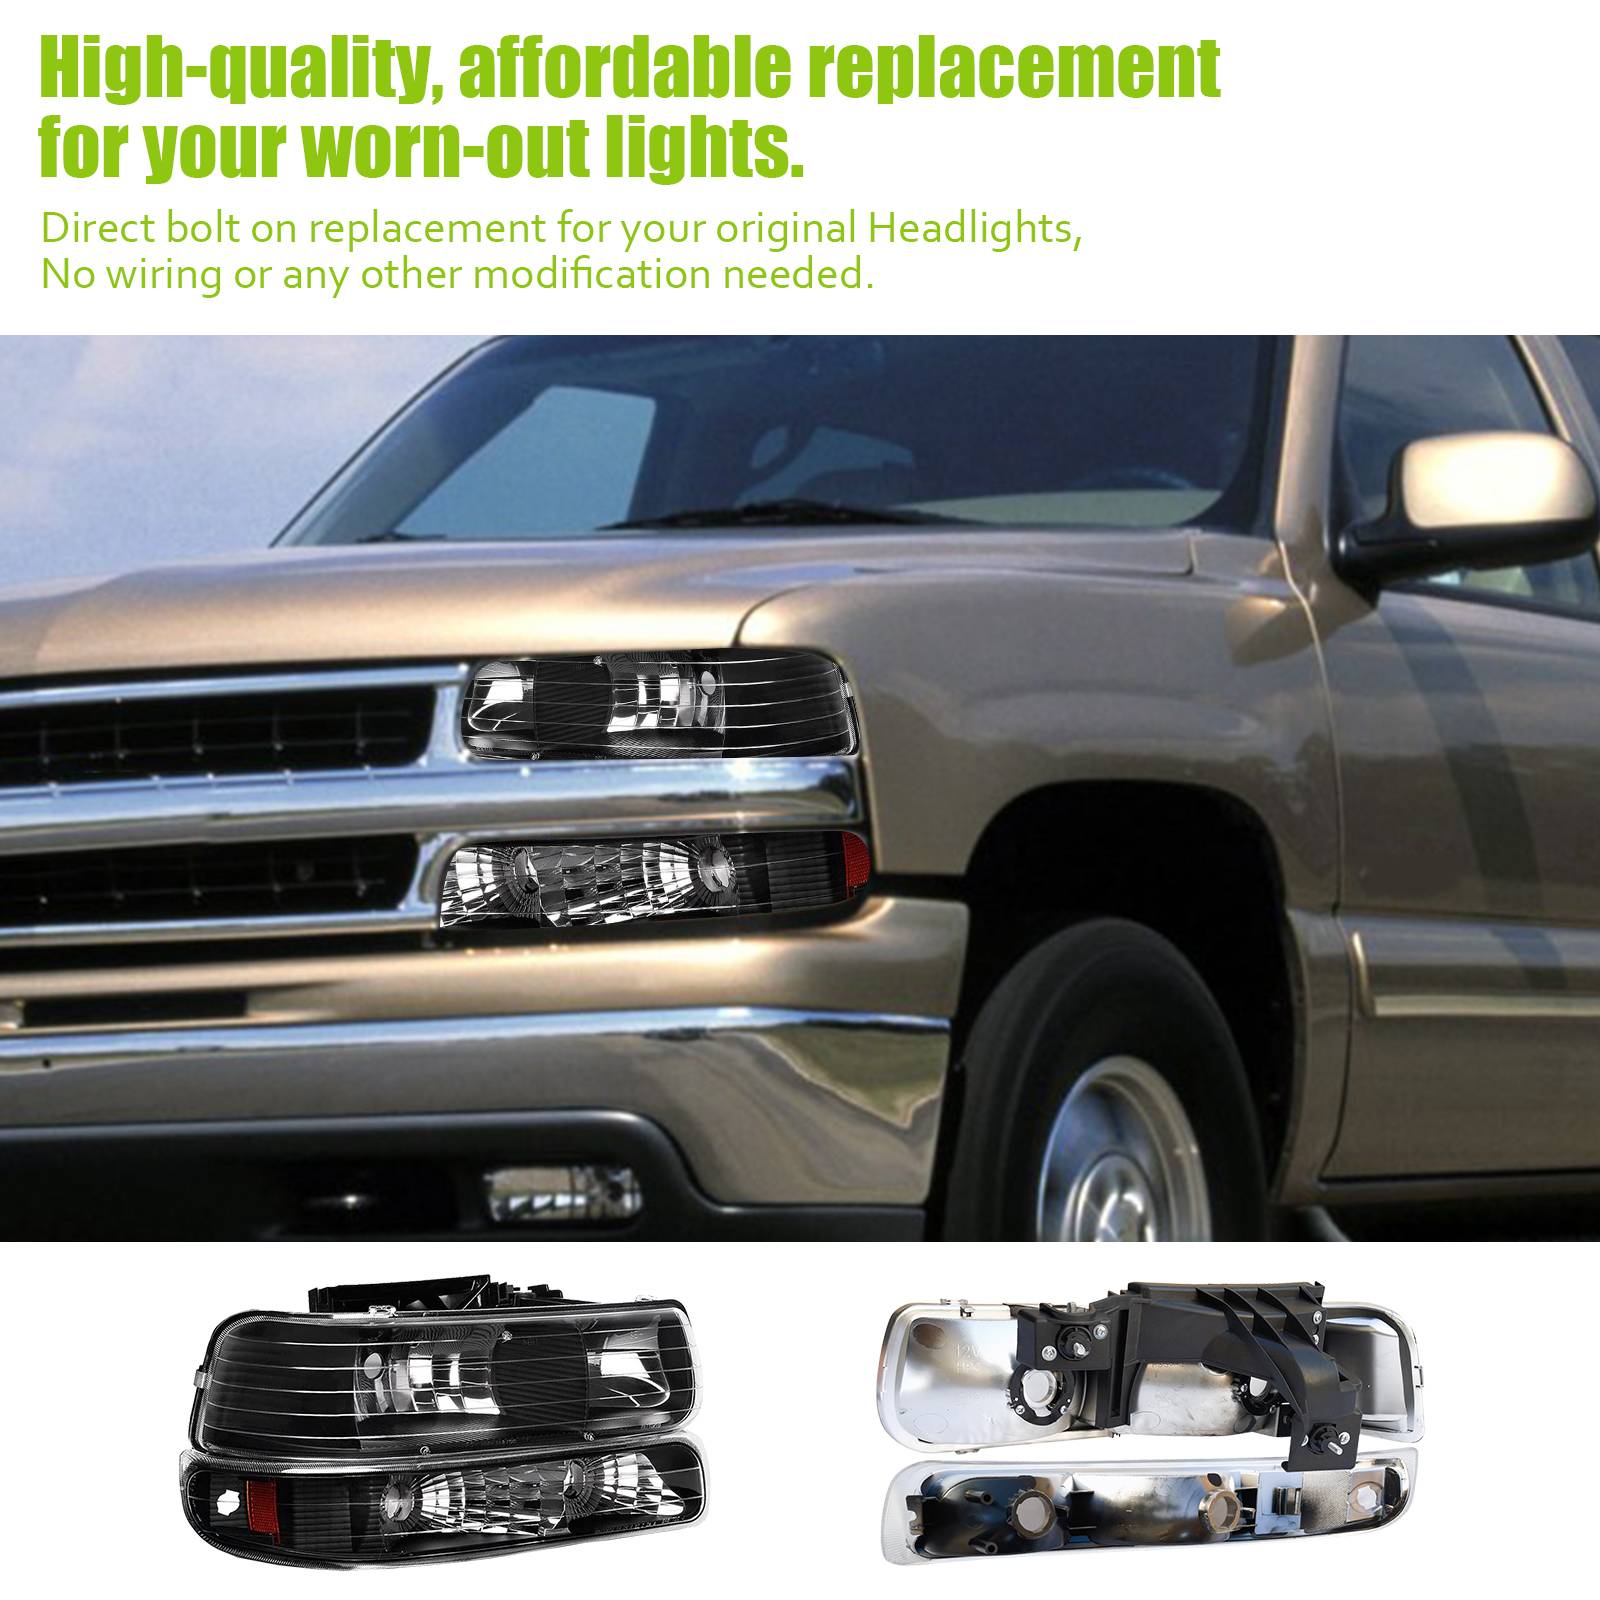 High-quality, affordable replacement
for your worn-out lights.
Direct bolt on replacement for your original Headlights,
No wiring or any other modification needed.
12V